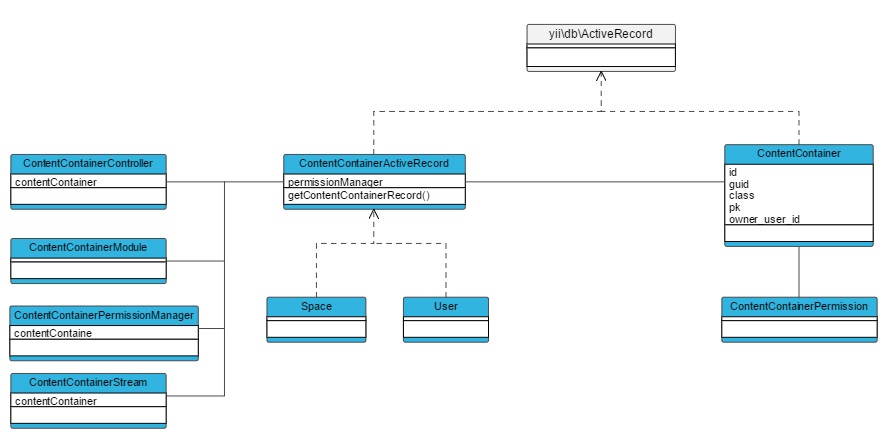 yii\db\ActiveRecord
ContentContainerController
contentContainer
ContentContainerActiveRecord
permissionManager
getContentContainerRecord()
ContentContainer
id
guid
class
pk
owner_user_id
ContentContainerModule
ContentContainerPermissionManager
contentContaine
Space
User
ContentContainerPermission
ContentContainerStream
contentContainer